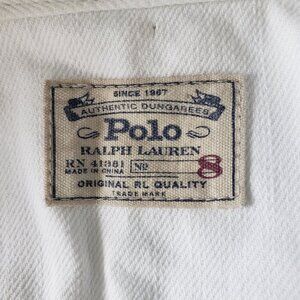 SINCE 1967
AUTHENTIC DUNGAREES
Polo
RALPH LAUREN
RN 41381 No 8
MADE IN CHINA
ORIGINAL RL QUALITY
TRADE MARK